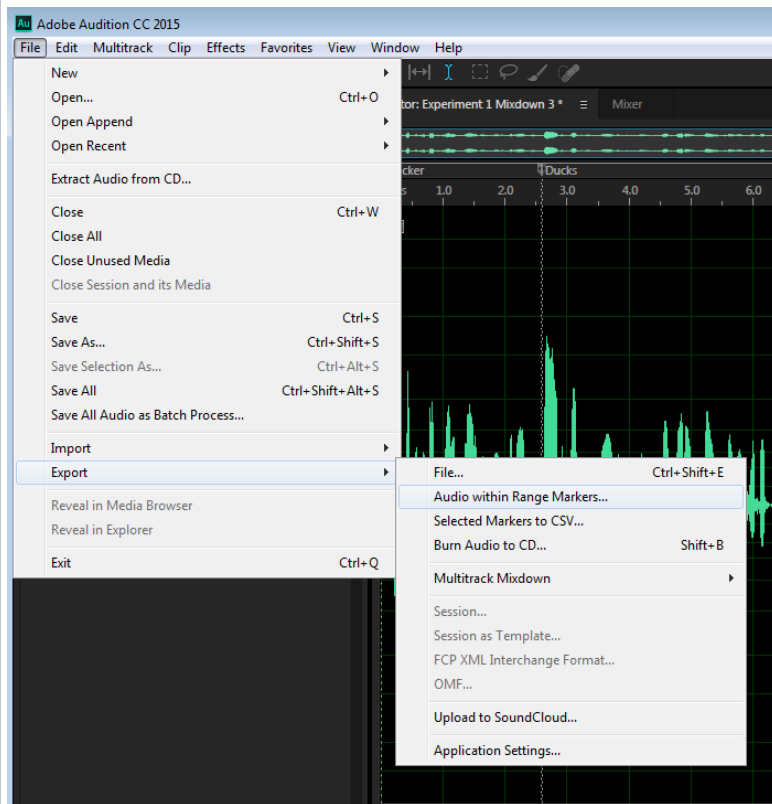 Au Adobe Audition CC 2015
File Edit Multitrack Clip Effects Favorites View Window Help
New
Open... Ctrl+O
Open Append
Open Recent
Extract Audio from CD...
Close Ctrl+W
Close All
Close Unused Media
Close Session and its Media
Save Ctrl+S
Save As... Ctrl+Shift+S
Save Selection As... Ctrl+Alt+S
Save All Ctrl+Shift+Alt+S
Save All Audio as Batch Process...
Import
Export
Reveal in Media Browser
Reveal in Explorer
Exit Ctrl+Q
tor: Experiment 1 Mixdown 3 * Mixer
cker Ducks
s 1.0 2.0 3.0 4.0 5.0 6.0
File... Ctrl+Shift+E
Audio within Range Markers...
Selected Markers to CSV...
Burn Audio to CD... Shift+B
Multitrack Mixdown
Session...
Session as Template...
FCP XML Interchange Format...
OMF...
Upload to SoundCloud...
Application Settings...